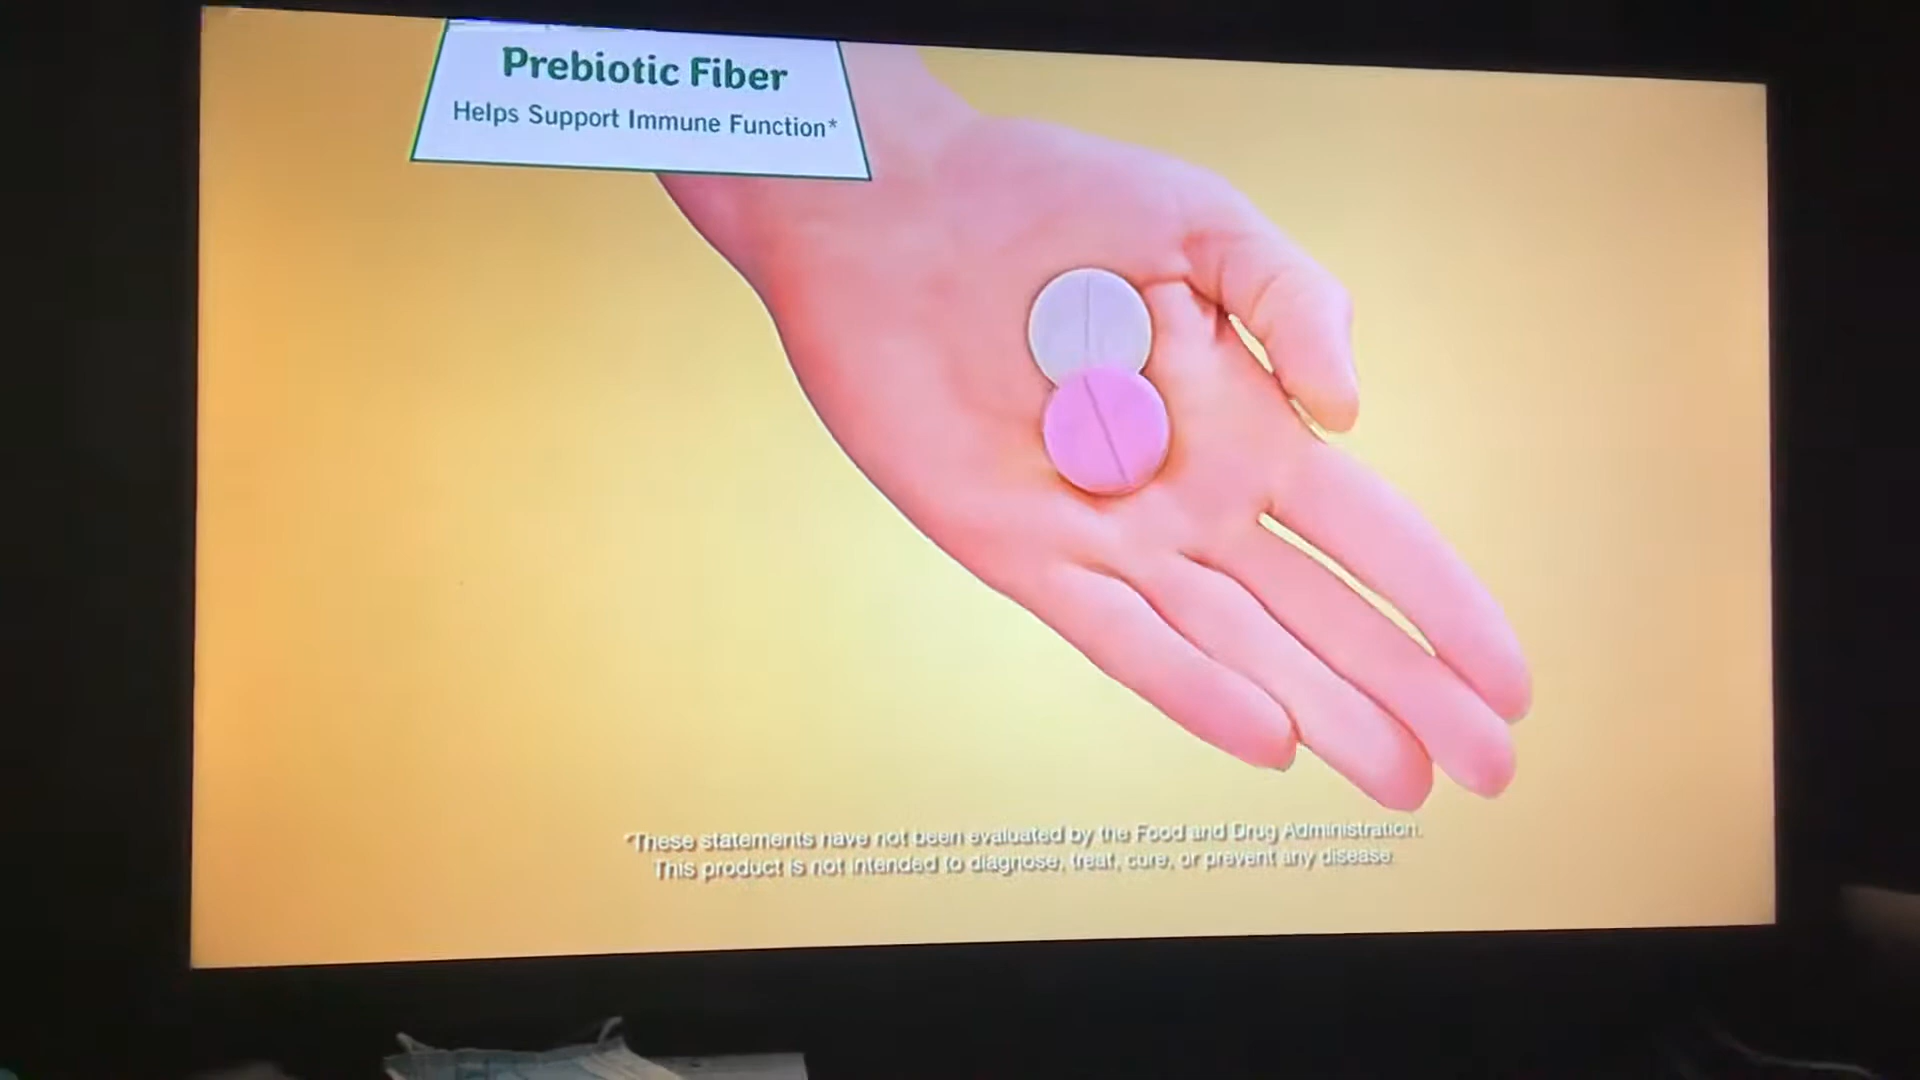 Prebiotic Fiber
Helps Support Immune Function*
*These statements have not been evaluated by the Food and Drug Administration.
This product is not intended to diagnose, treat, cure, or prevent any disease.